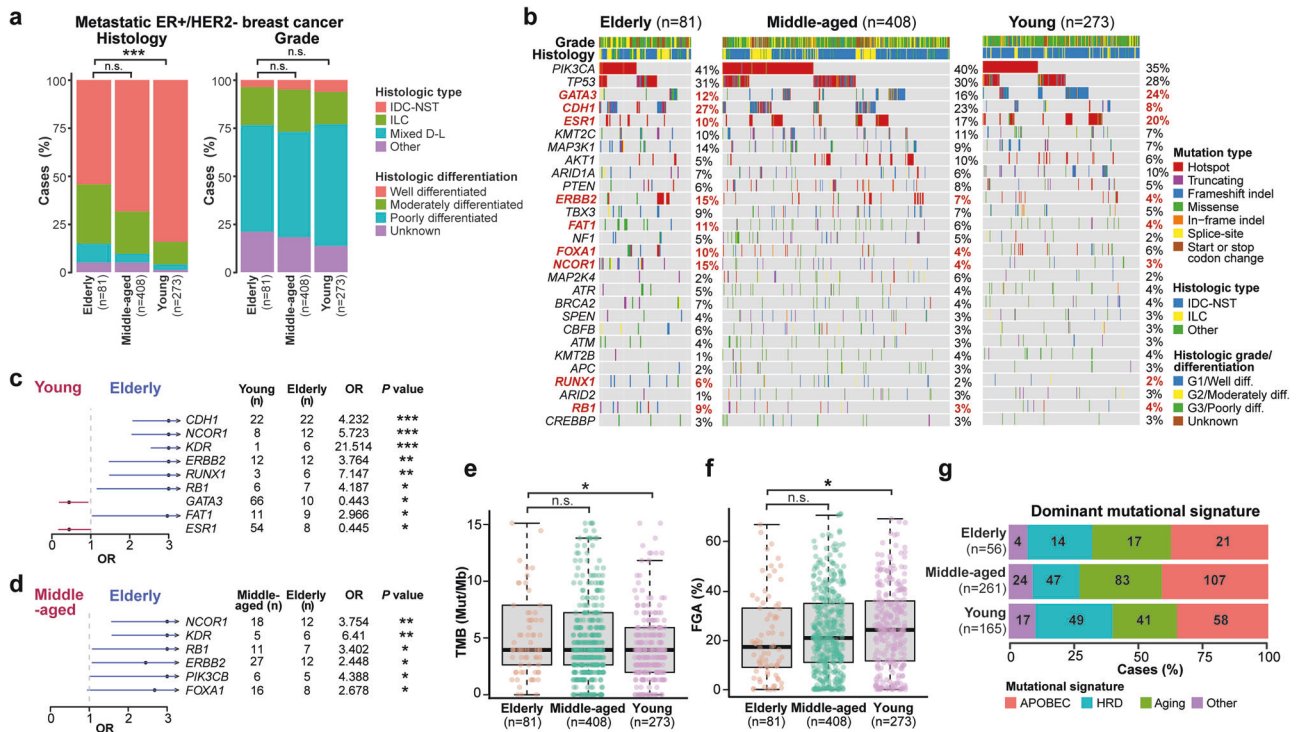 a
Metastatic ER+/HER2- breast cancer
Histology
Grade
***
n.s.
n.s.
n.s.
Cases (%)
100
75
50
25
0
Elderly (n=81)
Middle-aged (n=408)
Young (n=273)
Cases (%)
100
75
50
25
0
Elderly (n=81)
Middle-aged (n=408)
Young (n=273)
Histologic type
IDC-NST
ILC
Mixed D-L
Other
Histologic differentiation
Well differentiated
Moderately differentiated
Poorly differentiated
Unknown
b
Elderly (n=81) Middle-aged (n=408) Young (n=273)
Grade
Histology
PIK3CA 41% 40% 35%
TP53 31% 30% 28%
GATA3 12% 16% 24%
CDH1 27% 23% 8%
ESR1 10% 17% 20%
KMT2C 10% 11% 7%
MAP3K1 14% 9% 7%
AKT1 5% 10% 6%
ARID1A 7% 6% 10%
PTEN 6% 8% 5%
ERBB2 15% 7% 4%
TBX3 9% 7% 5%
FAT1 11% 6% 4%
NF1 5% 5% 2%
FOXA1 10% 4% 6%
NCOR1 15% 4% 3%
MAP2K4 2% 6% 2%
ATR 5% 4% 4%
BRCA2 7% 4% 4%
SPEN 4% 3% 4%
CBFB 6% 3% 3%
ATM 4% 3% 3%
KMT2B 1% 4% 4%
APC 2% 3% 3%
RUNX1 6% 2% 2%
ARID2 1% 2% 3%
RB1 9% 3% 4%
CREBBP 3% 3% 3%
Mutation type
Hotspot
Truncating
Frameshift indel
Missense
In-frame indel
Splice-site
Start or stop
codon change
Histologic type
IDC-NST
ILC
Other
Histologic grade/
differentiation
G1/Well diff.
G2/Moderately diff.
G3/Poorly diff.
Unknown
c
Young Elderly
Young (n) Elderly (n) OR P value
CDH1 22 22 4.232 ***
NCOR1 8 12 5.723 ***
KDR 1 6 21.514 ***
ERBB2 12 12 3.764 **
RUNX1 3 6 7.147 **
RB1 6 7 4.187 *
GATA3 66 10 0.443 *
FAT1 11 9 2.966 *
ESR1 54 8 0.445 *
0 1 2 3
OR
d
Middle-aged Elderly
Middle-aged (n) Elderly (n) OR P value
NCOR1 18 12 3.754 **
KDR 5 6 6.41 **
RB1 11 7 3.402 *
ERBB2 27 12 2.448 *
PIK3CB 6 5 4.388 *
FOXA1 16 8 2.678 *
0 1 2 3
OR
e
*
n.s.
TMB (Mut/Mb)
15
10
5
0
Elderly (n=81)
Middle-aged (n=408)
Young (n=273)
f
*
n.s.
FGA (%)
60
40
20
0
Elderly (n=81)
Middle-aged (n=408)
Young (n=273)
g
Dominant mutational signature
Elderly (n=56) 4 14 17 21
Middle-aged (n=261) 24 47 83 107
Young (n=165) 17 49 41 58
0 25 50 75 100
Cases (%)
Mutational signature
APOBEC HRD Aging Other